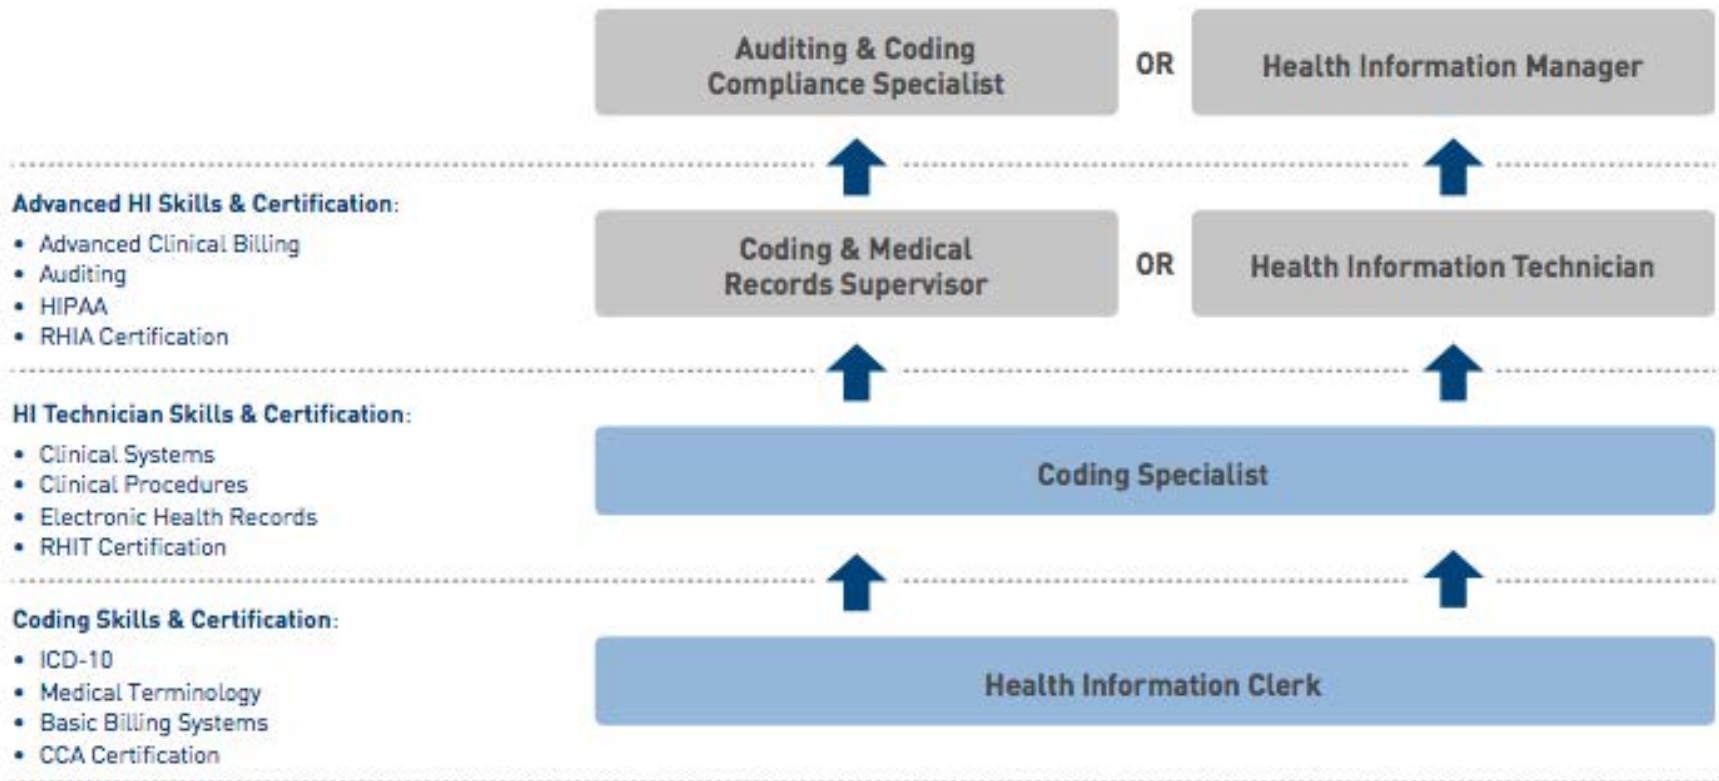 Auditing & Coding
Compliance Specialist
OR
Health Information Manager
Advanced HI Skills & Certification:
• Advanced Clinical Billing
• Auditing
• HIPAA
• RHIA Certification
Coding & Medical
Records Supervisor
OR
Health Information Technician
HI Technician Skills & Certification:
• Clinical Systems
• Clinical Procedures
• Electronic Health Records
• RHIT Certification
Coding Specialist
Coding Skills & Certification:
• ICD-10
• Medical Terminology
• Basic Billing Systems
• CCA Certification
Health Information Clerk